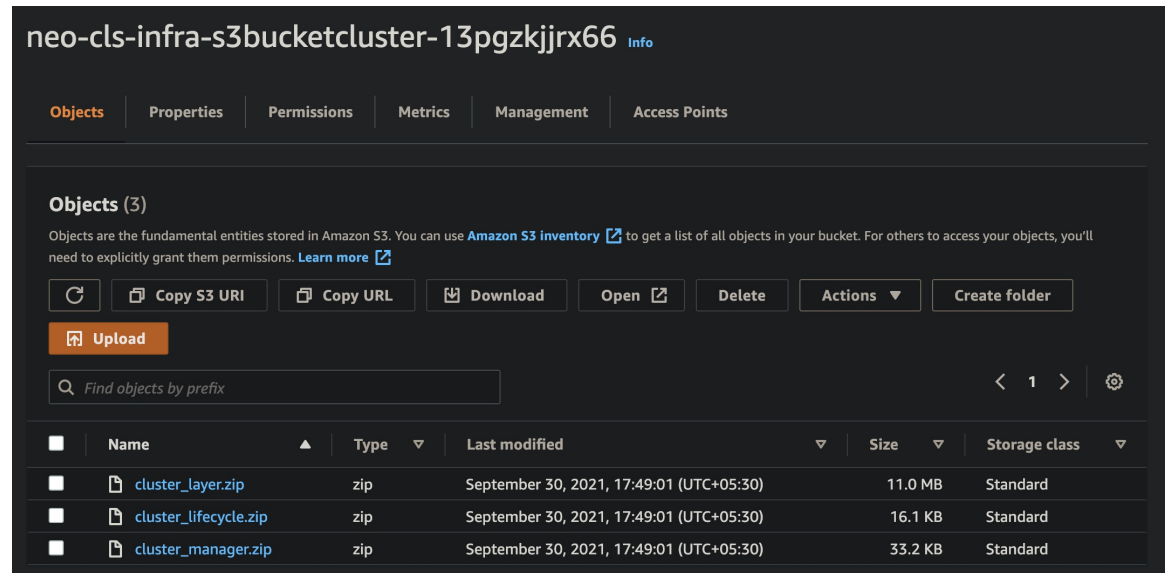 neo-cls-infra-s3bucketcluster-13pgzkjjrx66 Info
Objects Properties Permissions Metrics Management Access Points
Objects (3)
Objects are the fundamental entities stored in Amazon S3. You can use Amazon S3 inventory to get a list of all objects in your bucket. For others to access your objects, you'll
need to explicitly grant them permissions. Learn more
Copy S3 URI Copy URL Download Open Delete Actions Create folder
Upload
Find objects by prefix
1
Name Type Last modified Size Storage class
cluster_layer.zip zip September 30, 2021, 17:49:01 (UTC+05:30) 11.0 MB Standard
cluster_lifecycle.zip zip September 30, 2021, 17:49:01 (UTC+05:30) 16.1 KB Standard
cluster_manager.zip zip September 30, 2021, 17:49:01 (UTC+05:30) 33.2 KB Standard